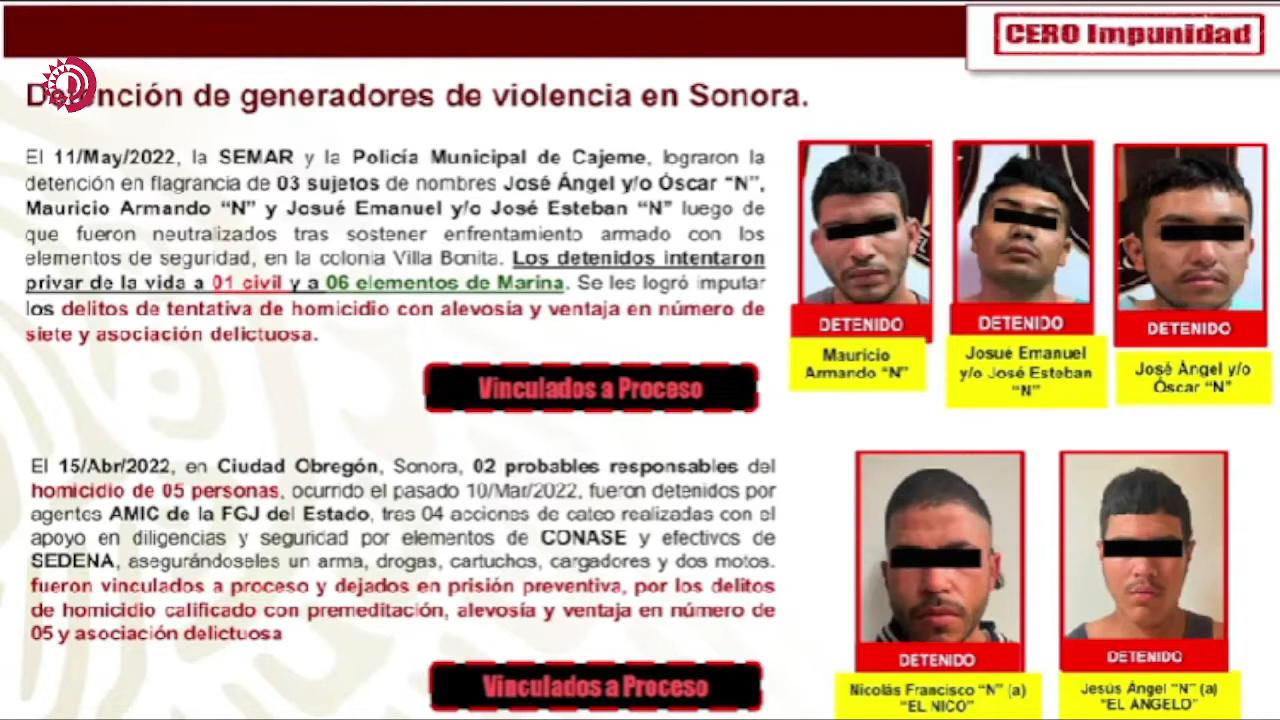 CERO Impunidad
Detención de generadores de violencia en Sonora.
El 11/May/2022, la SEMAR y la Policía Municipal de Cajeme, lograron la
detención en flagrancia de 03 sujetos de nombres José Ángel y/o Óscar “N”,
Mauricio Armando “N” y Josué Emanuel y/o José Esteban “N” luego de
que fueron neutralizados tras sostener enfrentamiento armado con los
elementos de seguridad, en la colonia Villa Bonita. Los detenidos intentaron
privar de la vida a 01 civil y a 06 elementos de Marina. Se les logró imputar
los delitos de tentativa de homicidio con alevosía y ventaja en número de
siete y asociación delictuosa.
Vinculados a Proceso
DETENIDO
Mauricio
Armando “N”
DETENIDO
Josué Emanuel
y/o José Esteban
“N”
DETENIDO
José Ángel y/o
Óscar “N”
El 15/Abr/2022, en Ciudad Obregón, Sonora, 02 probables responsables del
homicidio de 05 personas, ocurrido el pasado 10/Mar/2022, fueron detenidos por
agentes AMIC de la FGJ del Estado, tras 04 acciones de cateo realizadas con el
apoyo en diligencias y seguridad por elementos de CONASE y efectivos de
SEDENA, asegurándoseles un arma, drogas, cartuchos, cargadores y dos motos.
fueron vinculados a proceso y dejados en prisión preventiva, por los delitos
de homicidio calificado con premeditación, alevosía y ventaja en número de
05 y asociación delictuosa
Vinculados a Proceso
DETENIDO
Nicolás Francisco “N” (a)
“EL NICO”
DETENIDO
Jesús Ángel “N” (a)
“EL ANGELO”